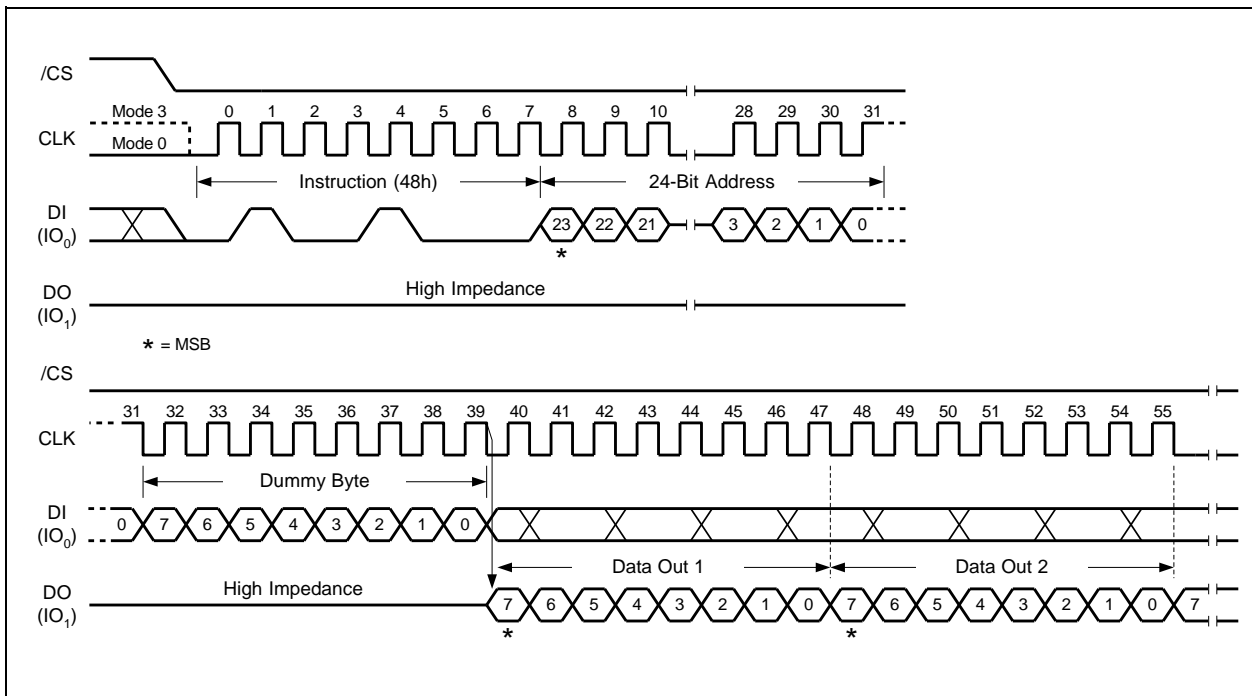 /CS
Mode 3 0 1 2 3 4 5 6 7 8 9 10 28 29 30 31
CLK
Mode 0
Instruction (48h) 24-Bit Address
DI
(IO0)
23 22 21 3 2 1 0
*
High Impedance
DO
(IO1)
* = MSB
/CS
31 32 33 34 35 36 37 38 39 40 41 42 43 44 45 46 47 48 49 50 51 52 53 54 55
CLK
Dummy Byte
DI
(IO0)
0 7 6 5 4 3 2 1 0
Data Out 1 Data Out 2
High Impedance
DO
(IO1)
7 6 5 4 3 2 1 0 7 6 5 4 3 2 1 0 7
* *